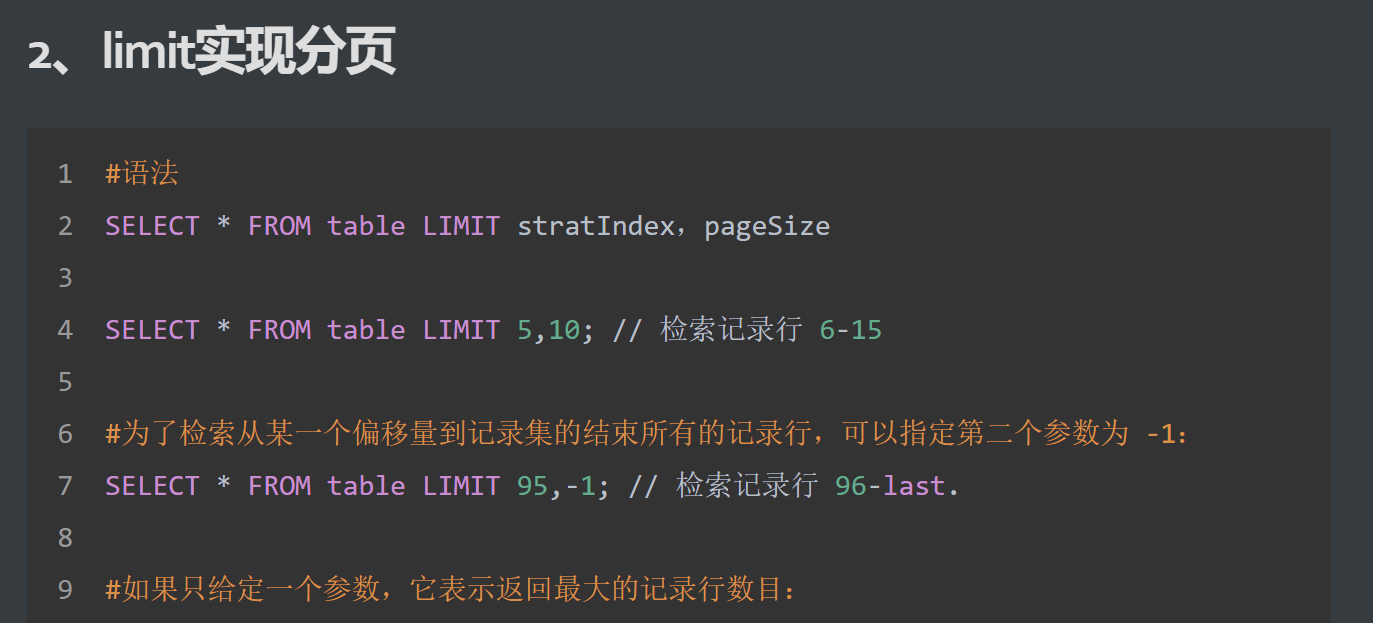 2、limit实现分页
1 #语法
2 SELECT * FROM table LIMIT stratIndex，pageSize
3
4 SELECT * FROM table LIMIT 5,10; // 检索记录行 6-15
5
6 #为了检索从某一个偏移量到记录集的结束所有的记录行，可以指定第二个参数为 -1：
7 SELECT * FROM table LIMIT 95,-1; // 检索记录行 96-last.
8
9 #如果只给定一个参数，它表示返回最大的记录行数目：